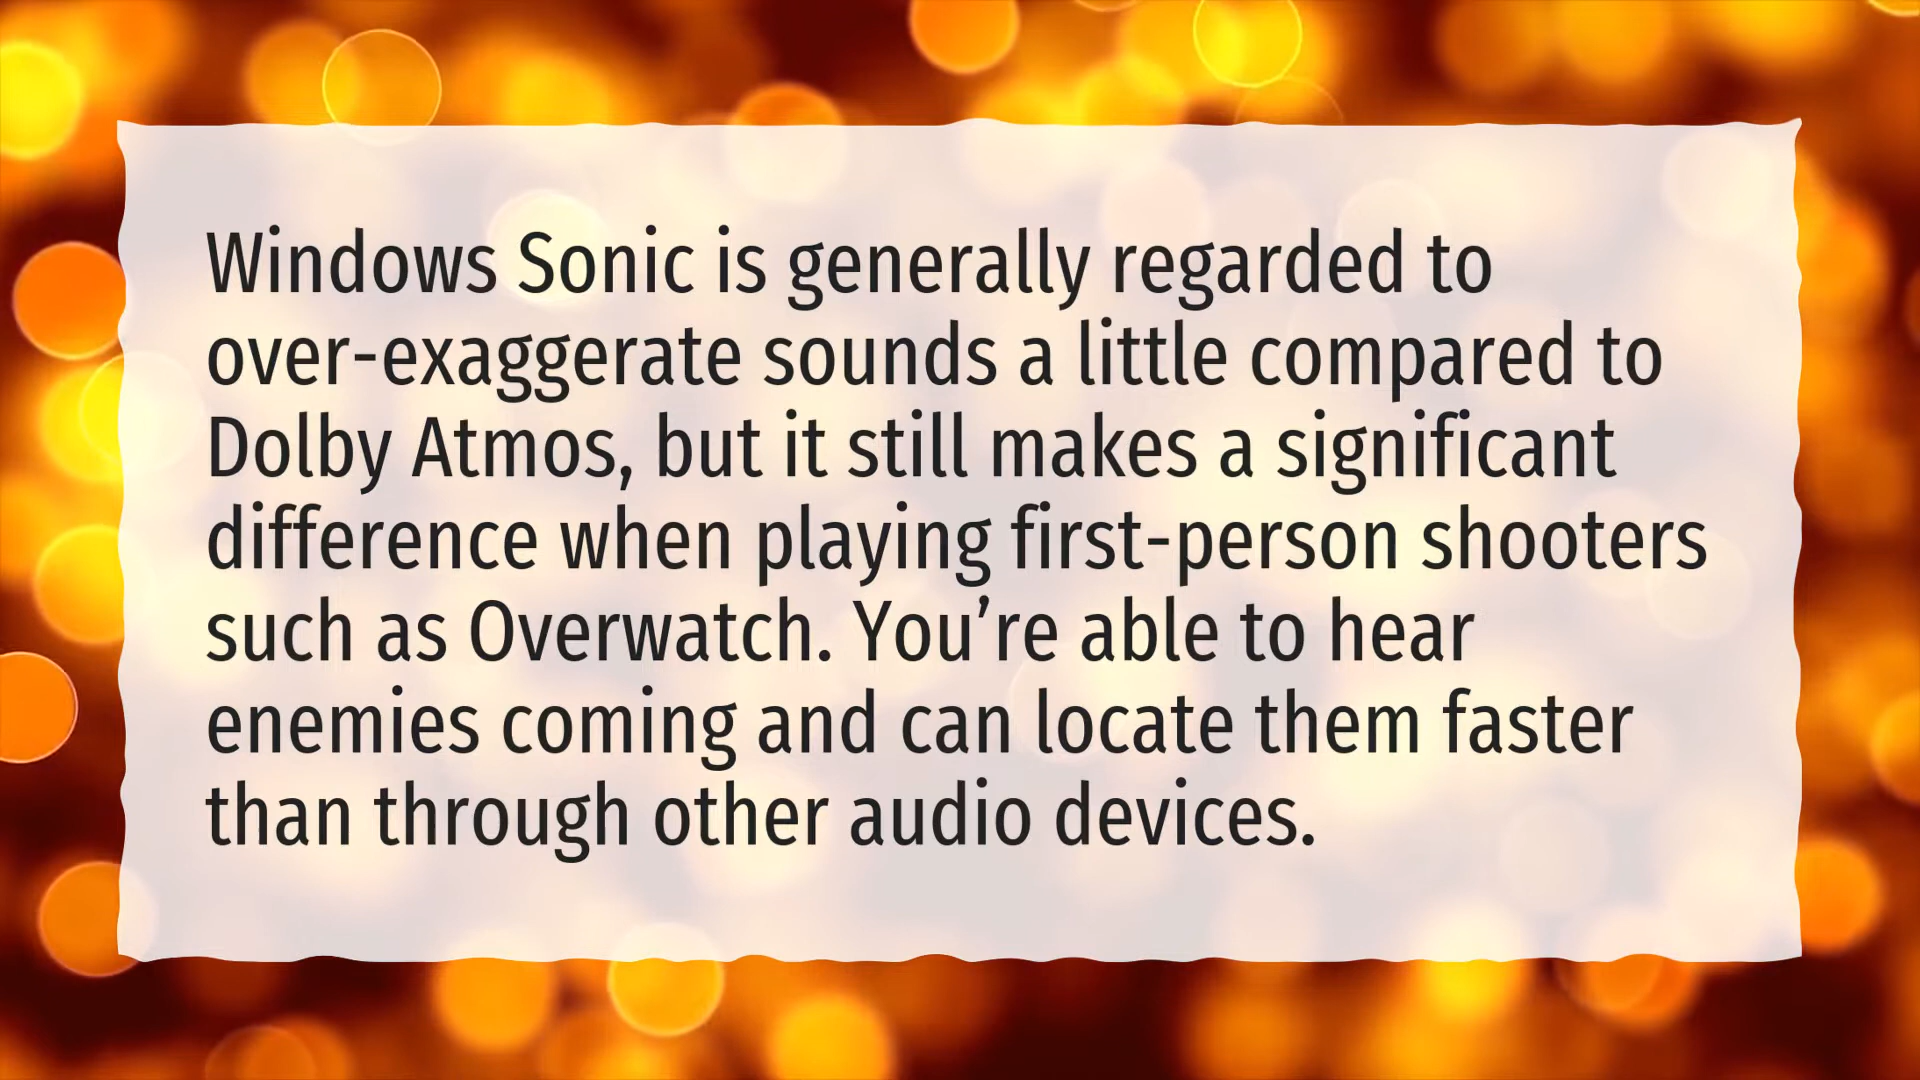 Windows Sonic is generally regarded to
over-exaggerate sounds a little compared to
Dolby Atmos, but it still makes a significant
difference when playing first-person shooters
such as Overwatch. You’re able to hear
enemies coming and can locate them faster
than through other audio devices.